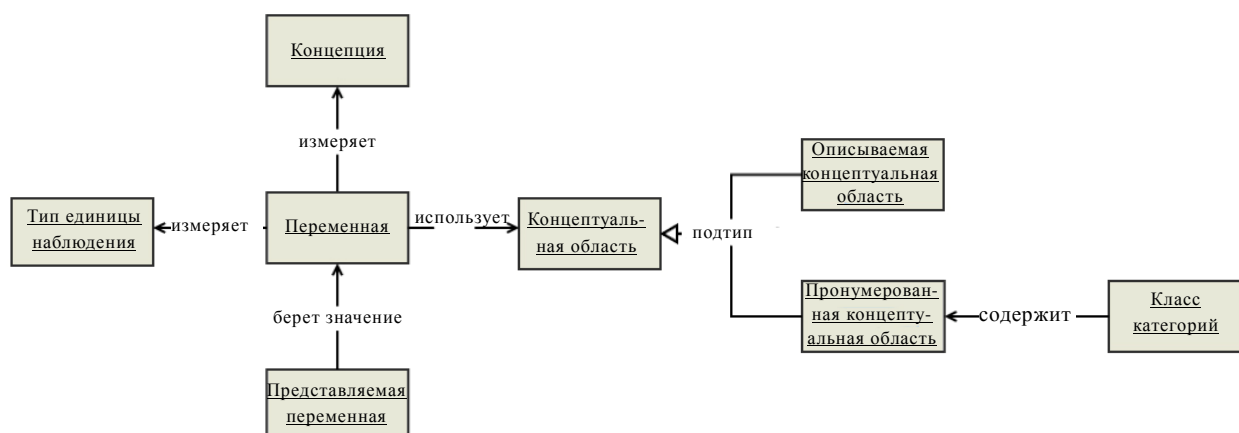 Концепция
измеряет
Описываемая
концептуальная
область
Тип единицы
наблюдения
измеряет
Переменная
использует
Концептуаль-
ная область
подтип
Пронумерован-
ная концепту-
альная область
содержит
Класс
категорий
берет значение
Представляемая
переменная